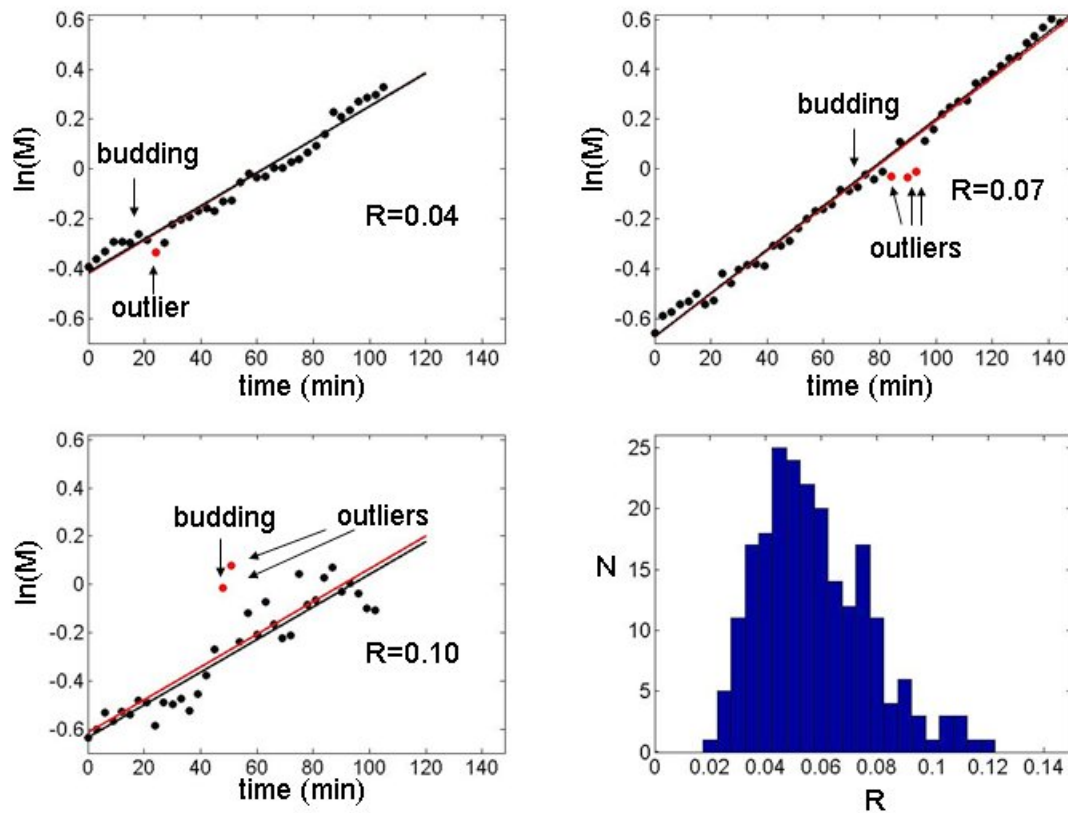 0.6
0.4
0.2
0
-0.2
-0.4
-0.6
ln(M)
budding
outlier
R=0.04
0 20 40 60 80 100 120 140
time (min)
0.6
0.4
0.2
0
-0.2
-0.4
-0.6
ln(M)
budding
R=0.07
outliers
0 20 40 60 80 100 120 140
time (min)
0.6
0.4
0.2
0
-0.2
-0.4
-0.6
ln(M)
budding outliers
R=0.10
0 20 40 60 80 100 120 140
time (min)
25
20
15
10
5
0
N
0 0.02 0.04 0.06 0.08 0.1 0.12 0.14
R